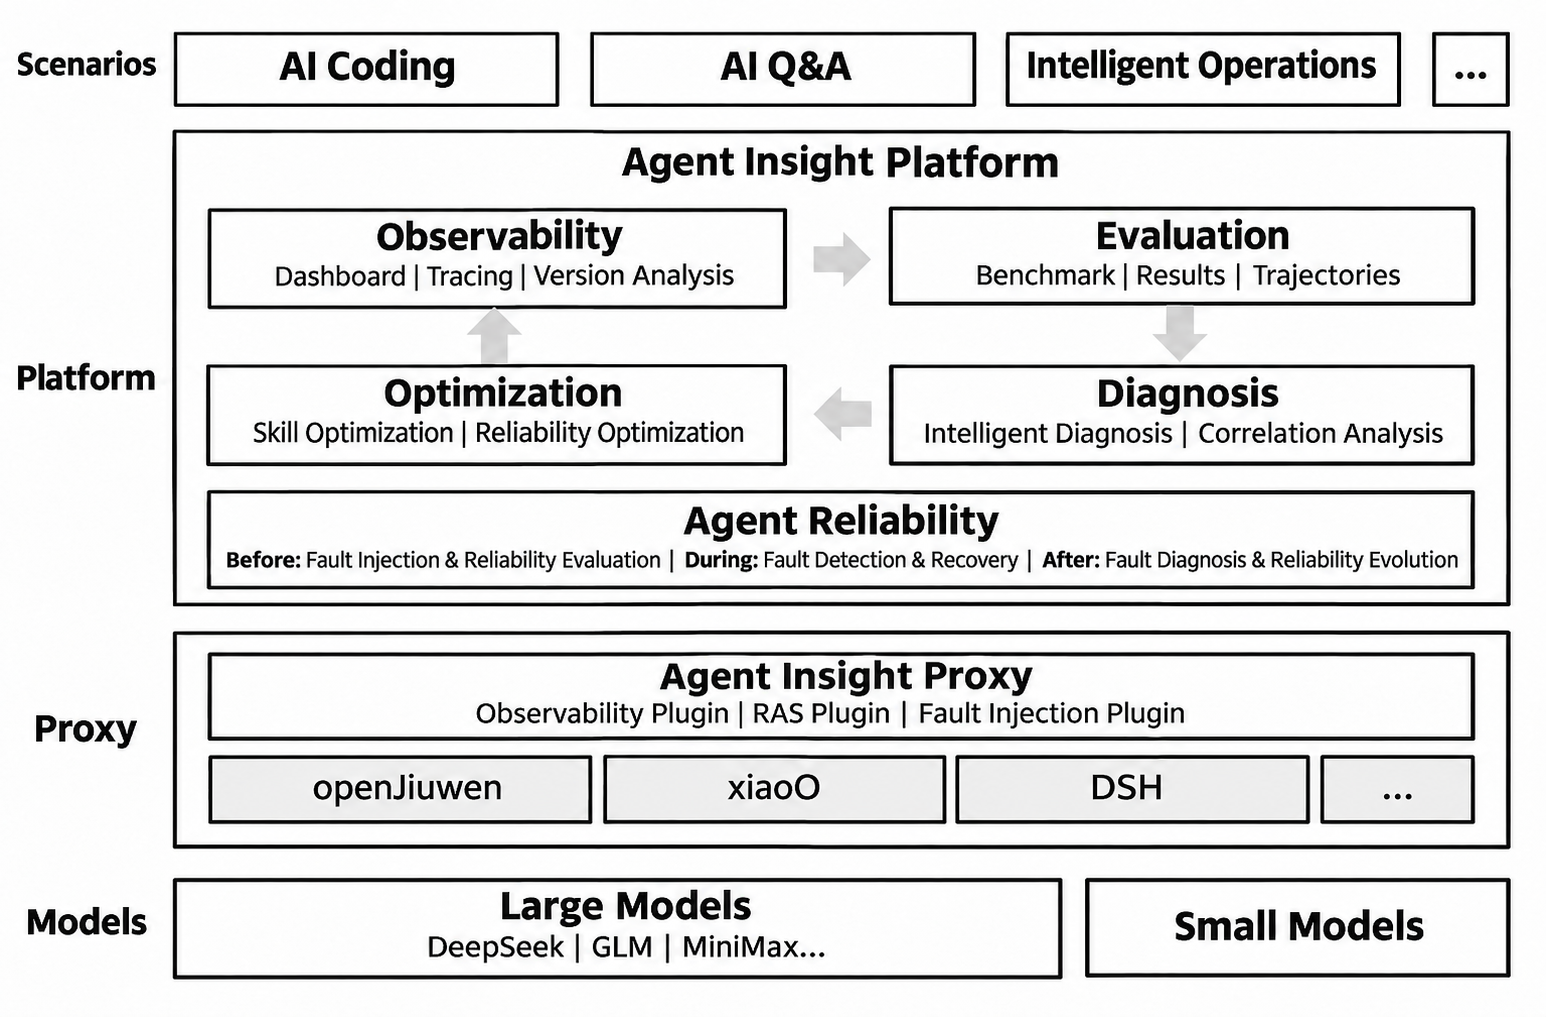 Scenarios
AI Coding
AI Q&A
Intelligent Operations
...
Platform
Agent Insight Platform
Observability
Dashboard | Tracing | Version Analysis
Evaluation
Benchmark | Results | Trajectories
Optimization
Skill Optimization | Reliability Optimization
Diagnosis
Intelligent Diagnosis | Correlation Analysis
Agent Reliability
Before: Fault Injection & Reliability Evaluation | During: Fault Detection & Recovery | After: Fault Diagnosis & Reliability Evolution
Proxy
Agent Insight Proxy
Observability Plugin | RAS Plugin | Fault Injection Plugin
openJiuwen
xiaoO
DSH
...
Models
Large Models
DeepSeek | GLM | MiniMax...
Small Models